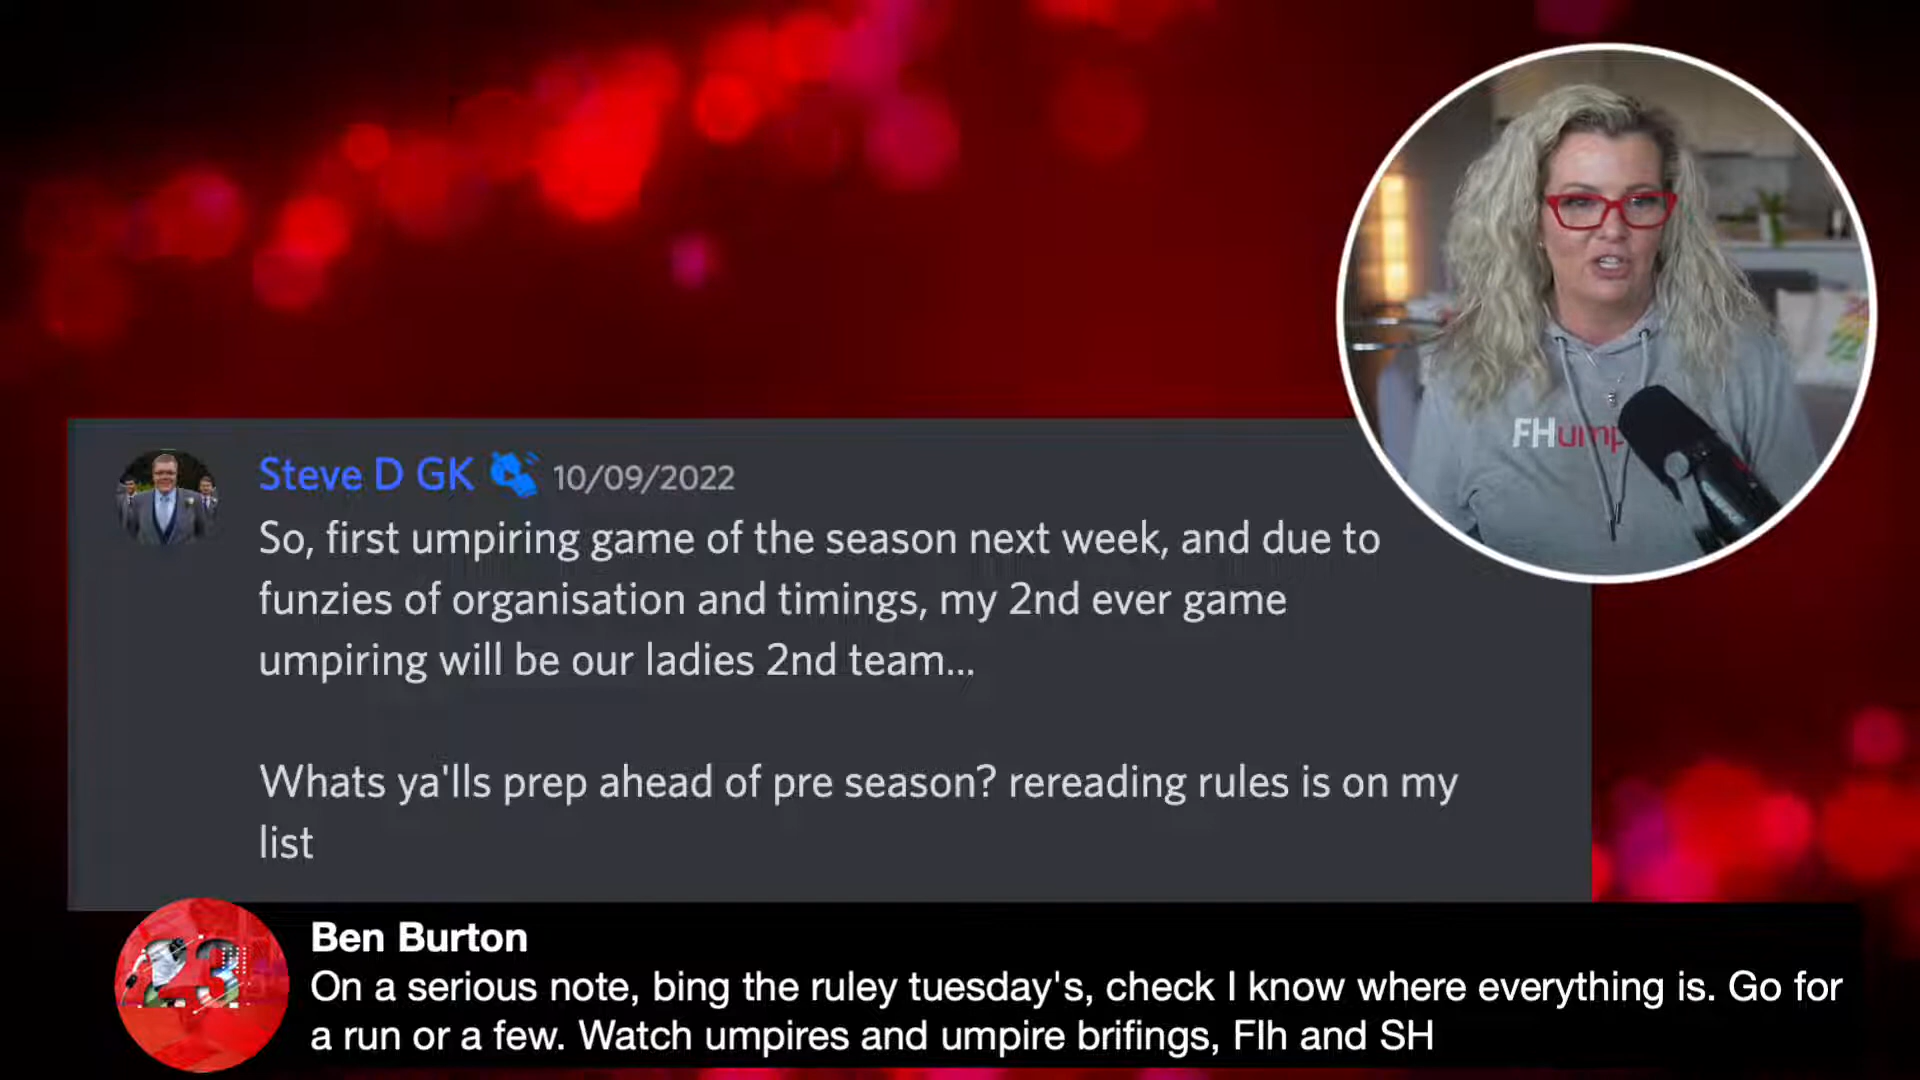 FHump
Steve D GK 10/09/2022
So, first umpiring game of the season next week, and due to
funzies of organisation and timings, my 2nd ever game
umpiring will be our ladies 2nd team...
Whats ya'lls prep ahead of pre season? rereading rules is on my
list
23
Ben Burton
On a serious note, bing the ruley tuesday's, check I know where everything is. Go for
a run or a few. Watch umpires and umpire brifings, FIh and SH